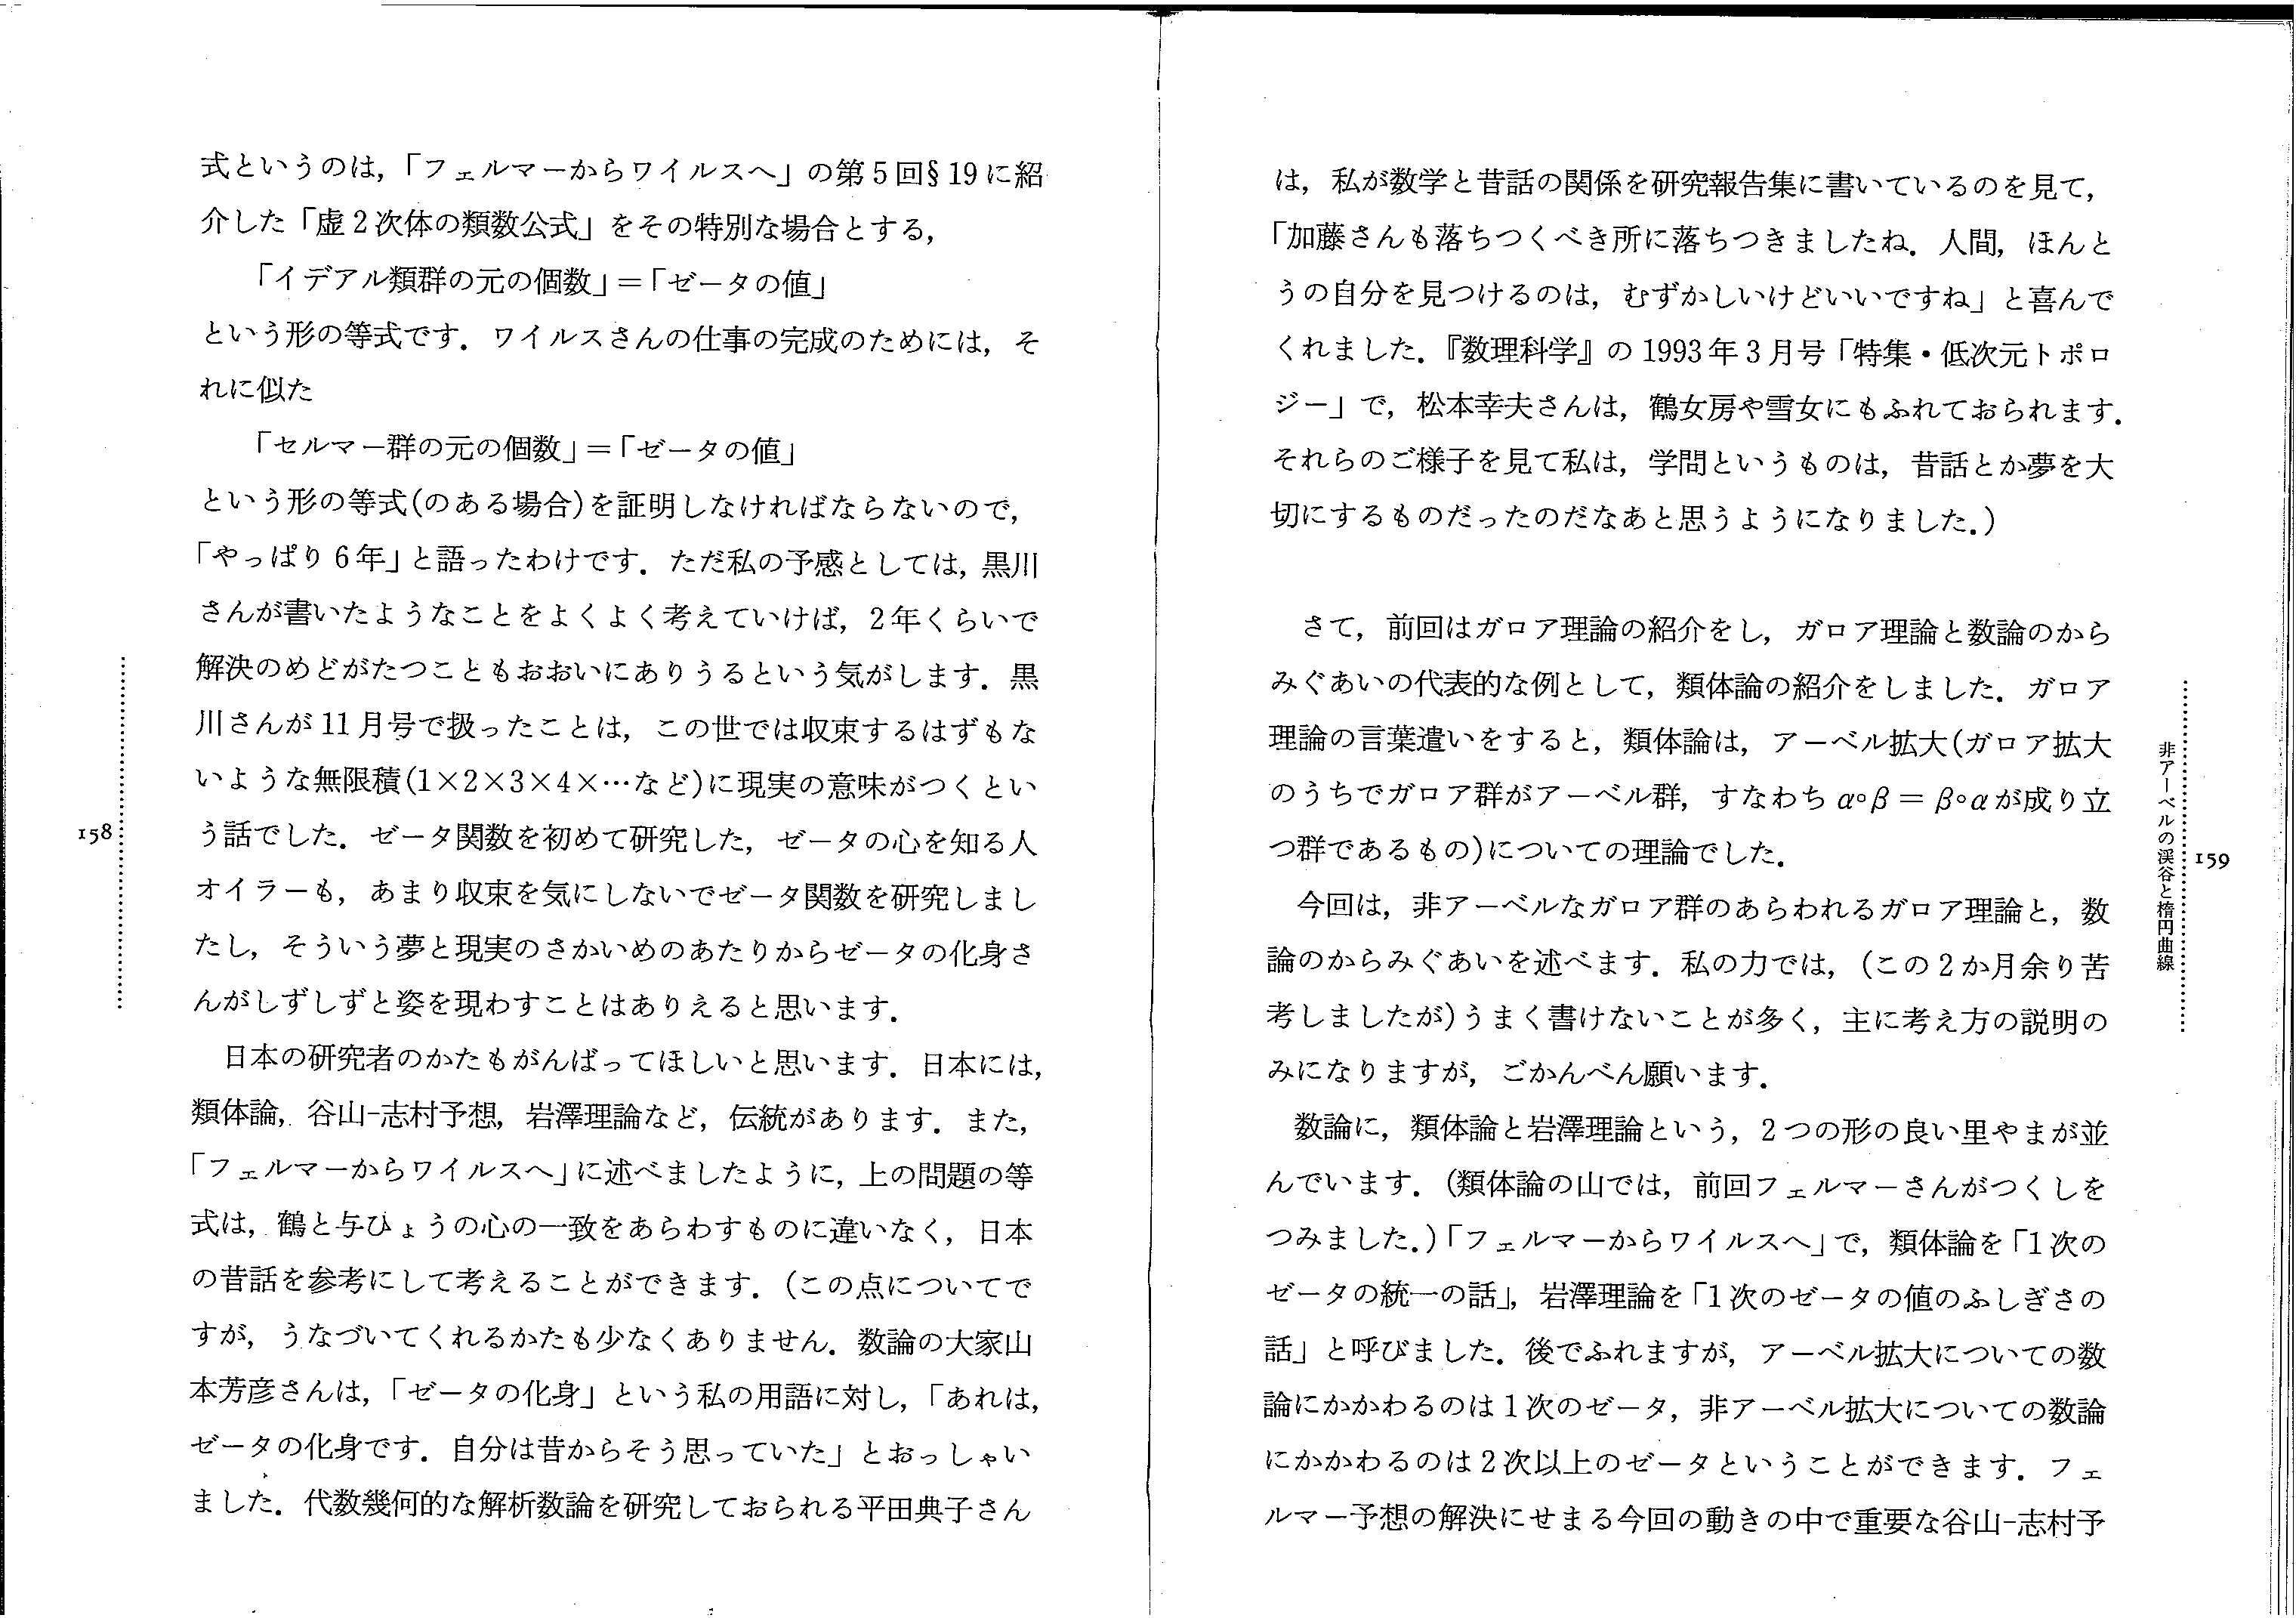 式というのは,「フェルマーからワイルスへ」の第5回§19に紹
介した「虚2次体の類数公式」をその特別な場合とする,
「イデアル類群の元の個数」=「ゼータの値」
という形の等式です. ワイルスさんの仕事の完成のためには, そ
れに似た
「セルマー群の元の個数」=「ゼータの値」
という形の等式(のある場合)を証明しなければならないので,
「やっぱり6年」と語ったわけです. ただ私の予感としては, 黒川
さんが書いたようなことをよくよく考えていけば, 2年くらいで
解決のめどがたつこともおおいにありうるという気がします. 黒
川さんが11月号で扱ったことは, この世では収束するはずもな
いような無限積(1×2×3×4×…など)に現実の意味がつくとい
う話でした. ゼータ関数を初めて研究した, ゼータの心を知る人
オイラーも, あまり収束を気にしないでゼータ関数を研究しまし
たし, そういう夢と現実のさかいめのあたりからゼータの化身さ
んがしずしずと姿を現わすことはありえると思います.
日本の研究者のかたもがんばってほしいと思います. 日本には,
類体論, 谷山-志村予想, 岩澤理論など, 伝統があります. また,
「フェルマーからワイルスへ」に述べましたように, 上の問題の等
式は, 鶴と与ひょうの心の一致をあらわすものに違いなく, 日本
の昔話を参考にして考えることができます. (この点についてで
すが, うなづいてくれるかたも少なくありません. 数論の大家山
本芳彦さんは,「ゼータの化身」という私の用語に対し,「あれは,
ゼータの化身です. 自分は昔からそう思っていた」とおっしゃい
ました. 代数幾何的な解析数論を研究しておられる平田典子さん
158
は, 私が数学と昔話の関係を研究報告集に書いているのを見て,
「加藤さんも落ちつくべき所に落ちつきましたね. 人間, ほんと
うの自分を見つけるのは, むずかしいけどいいですね」と喜んで
くれました.『数理科学』の1993年3月号「特集・低次元トポロ
ジー」で, 松本幸夫さんは, 鶴女房や雪女にもふれておられます.
それらのご様子を見て私は, 学問というものは, 昔話とか夢を大
切にするものだったのだなあと思うようになりました.)
さて, 前回はガロア理論の紹介をし, ガロア理論と数論のから
みぐあいの代表的な例として, 類体論の紹介をしました. ガロア
理論の言葉遣いをすると, 類体論は, アーベル拡大(ガロア拡大
のうちでガロア群がアーベル群, すなわち α∘β = β∘α が成り立
つ群であるもの)についての理論でした.
今回は, 非アーベルなガロア群のあらわれるガロア理論と, 数
論のからみぐあいを述べます. 私の力では, (この2か月余り苦
考しましたが)うまく書けないことが多く, 主に考え方の説明の
みになりますが, ごかんべん願います.
数論に, 類体論と岩澤理論という, 2つの形の良い里やまが並
んでいます. (類体論の山では, 前回フェルマーさんがつくしを
つみました.)「フェルマーからワイルスへ」で, 類体論を「1次の
ゼータの統一の話」, 岩澤理論を「1次のゼータの値のふしぎさの
話」と呼びました. 後でふれますが, アーベル拡大についての数
論にかかわるのは1次のゼータ, 非アーベル拡大についての数論
にかかわるのは2次以上のゼータということができます. フェ
ルマー予想の解決にせまる今回の動きの中で重要な谷山-志村予
非アーベルの渓谷と楕円曲線
159